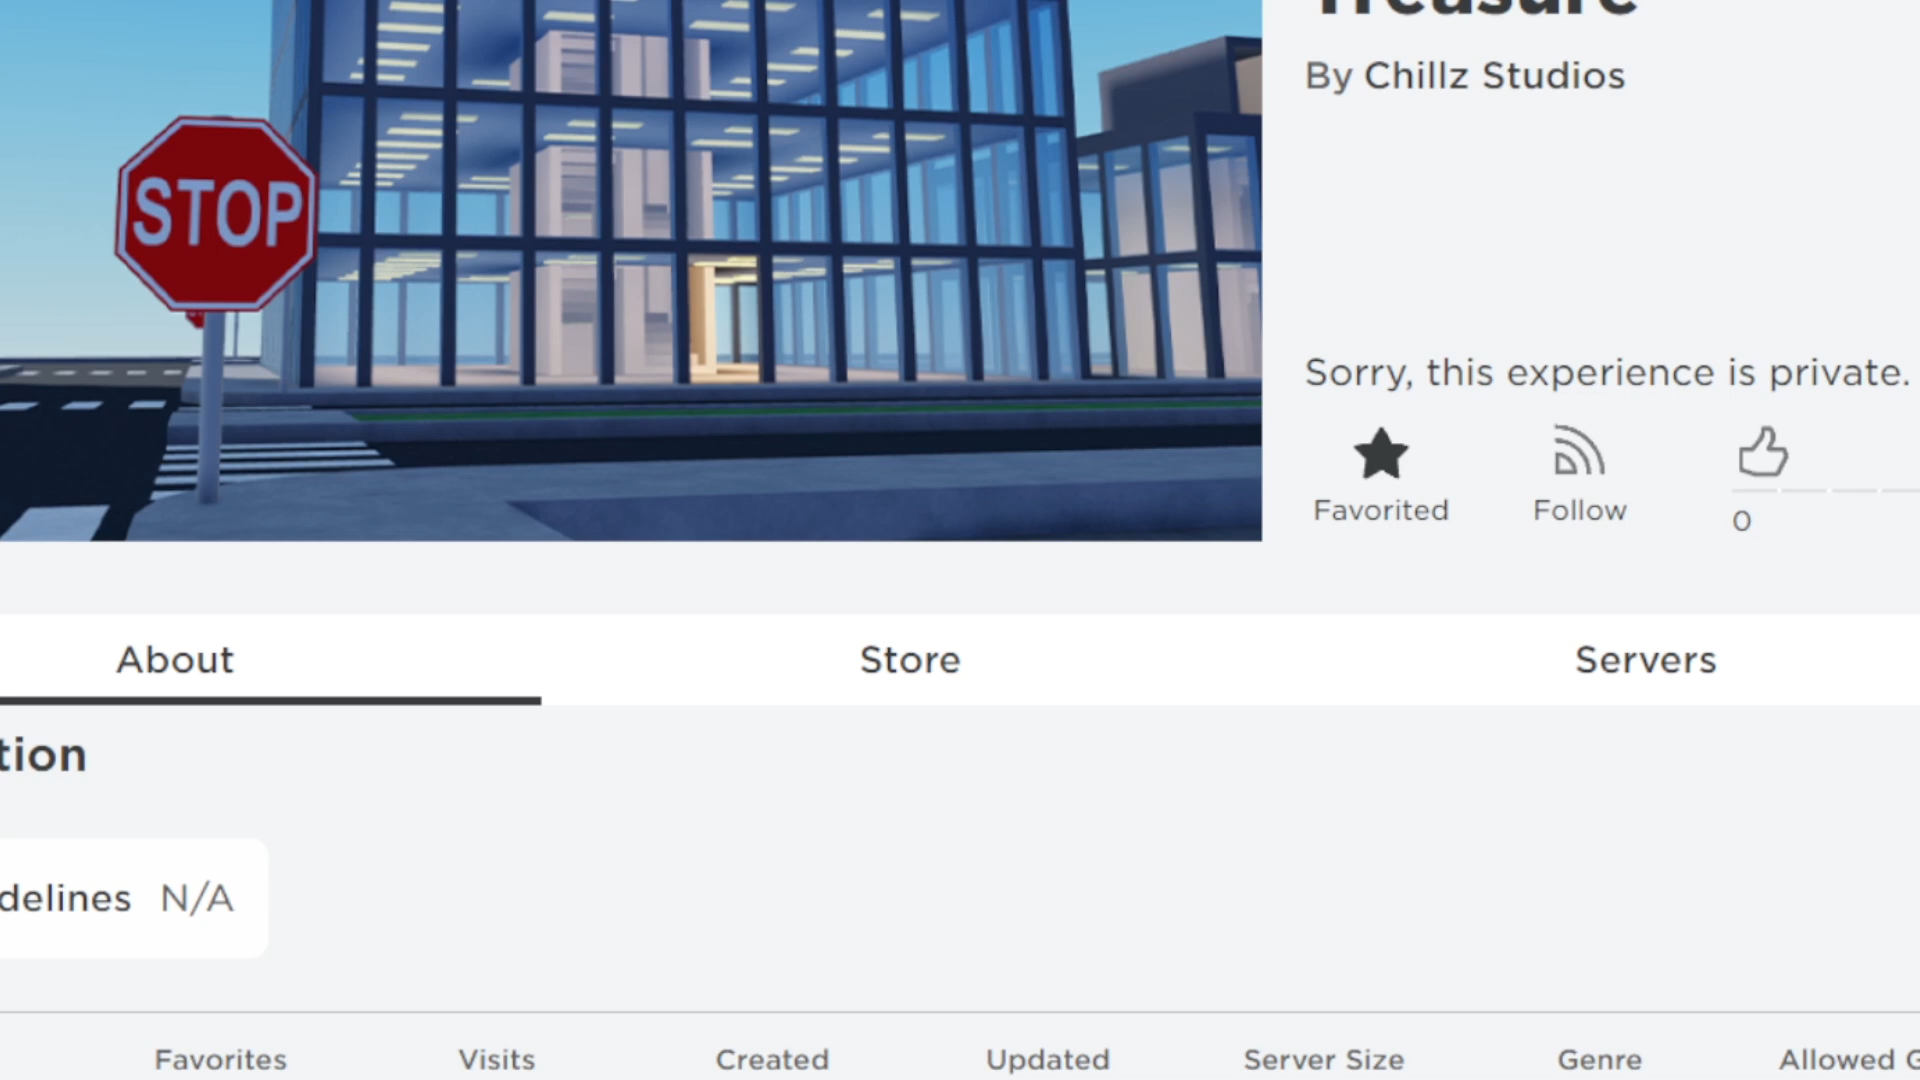 Treasure
By Chillz Studios
STOP
Sorry, this experience is private.
Favorited
Follow
0
About
Store
Servers
tion
delines N/A
Favorites
Visits
Created
Updated
Server Size
Genre
Allowed G